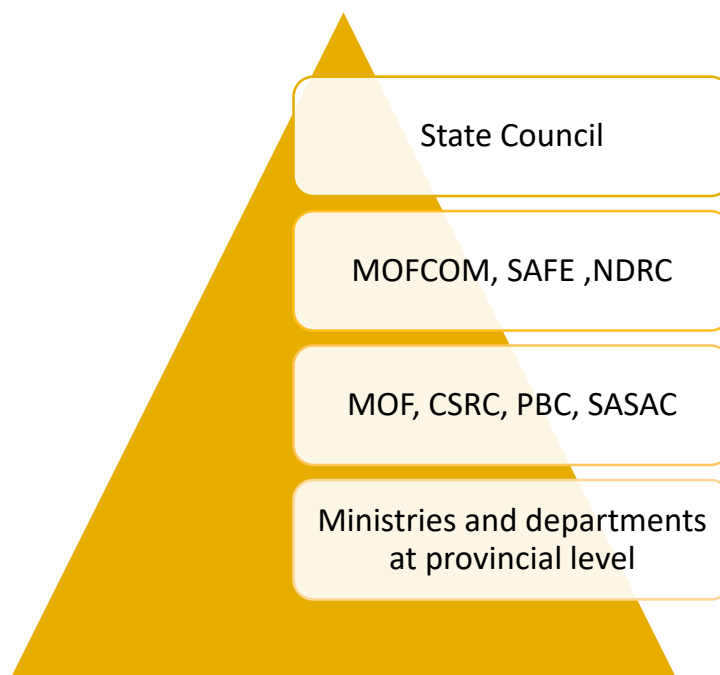 State Council
MOFCOM, SAFE ,NDRC
MOF, CSRC, PBC, SASAC
Ministries and departments
at provincial level